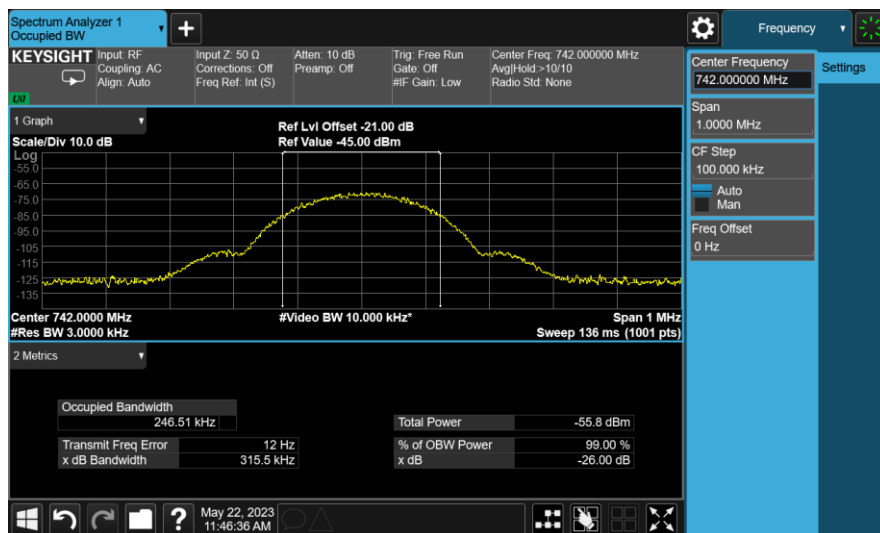 Spectrum Analyzer 1
Occupied BW
+
Frequency
KEYSIGHT
Input: RF
Coupling: AC
Align: Auto
Input Z: 50 Ω
Corrections: Off
Freq Ref: Int (S)
Atten: 10 dB
Preamp: Off
Trig: Free Run
Gate: Off
#IF Gain: Low
Center Freq: 742.000000 MHz
Avg|Hold:>10/10
Radio Std: None
LXI
Center Frequency
742.000000 MHz
Settings
Span
1.0000 MHz
CF Step
100.000 kHz
Auto
Man
Freq Offset
0 Hz
1 Graph
Scale/Div 10.0 dB
Ref Lvl Offset -21.00 dB
Ref Value -45.00 dBm
Log
-55.0
-65.0
-75.0
-85.0
-95.0
-105
-115
-125
-135
Center 742.0000 MHz
#Video BW 10.000 kHz*
Span 1 MHz
#Res BW 3.0000 kHz
Sweep 136 ms (1001 pts)
2 Metrics
Occupied Bandwidth
246.51 kHz
Total Power -55.8 dBm
Transmit Freq Error 12 Hz
% of OBW Power 99.00 %
x dB Bandwidth 315.5 kHz
x dB -26.00 dB
?
May 22, 2023
11:46:36 AM